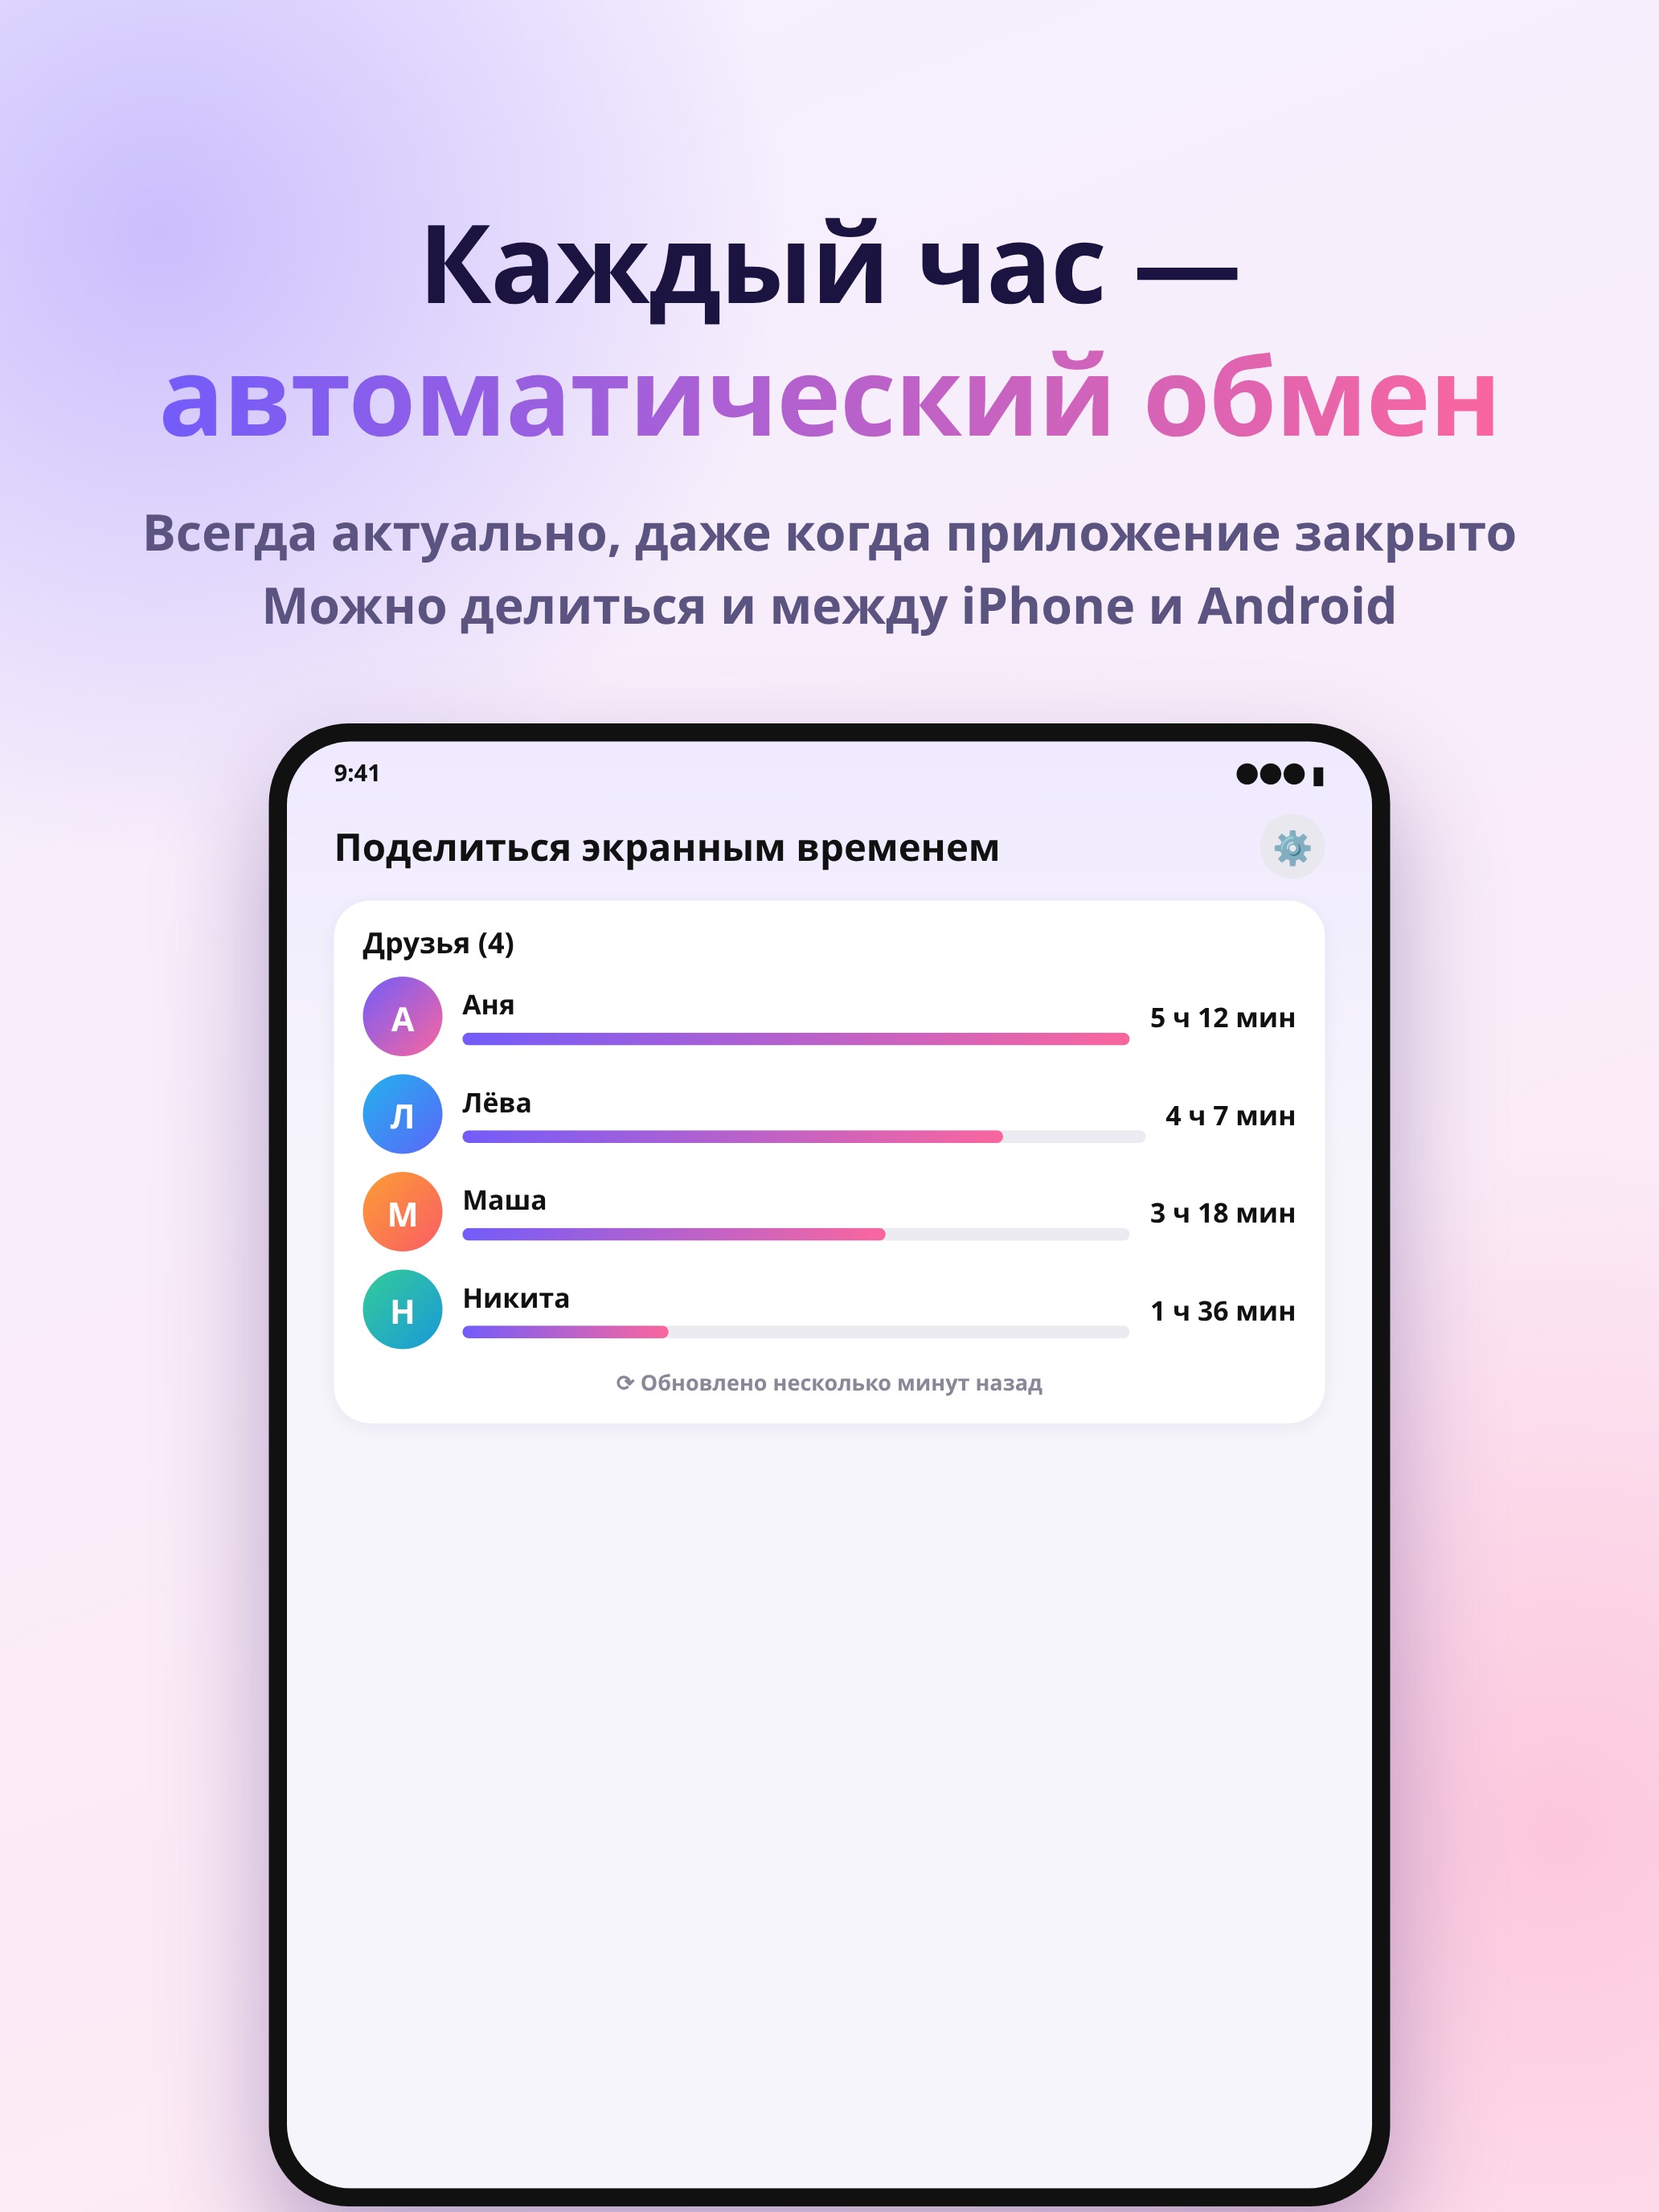 Каждый час —
автоматический обмен
Всегда актуально, даже когда приложение закрыто
Можно делиться и между iPhone и Android
9:41
Поделиться экранным временем
Друзья (4)
А
Аня
5 ч 12 мин
Л
Лёва
4 ч 7 мин
М
Маша
3 ч 18 мин
Н
Никита
1 ч 36 мин
⟳ Обновлено несколько минут назад